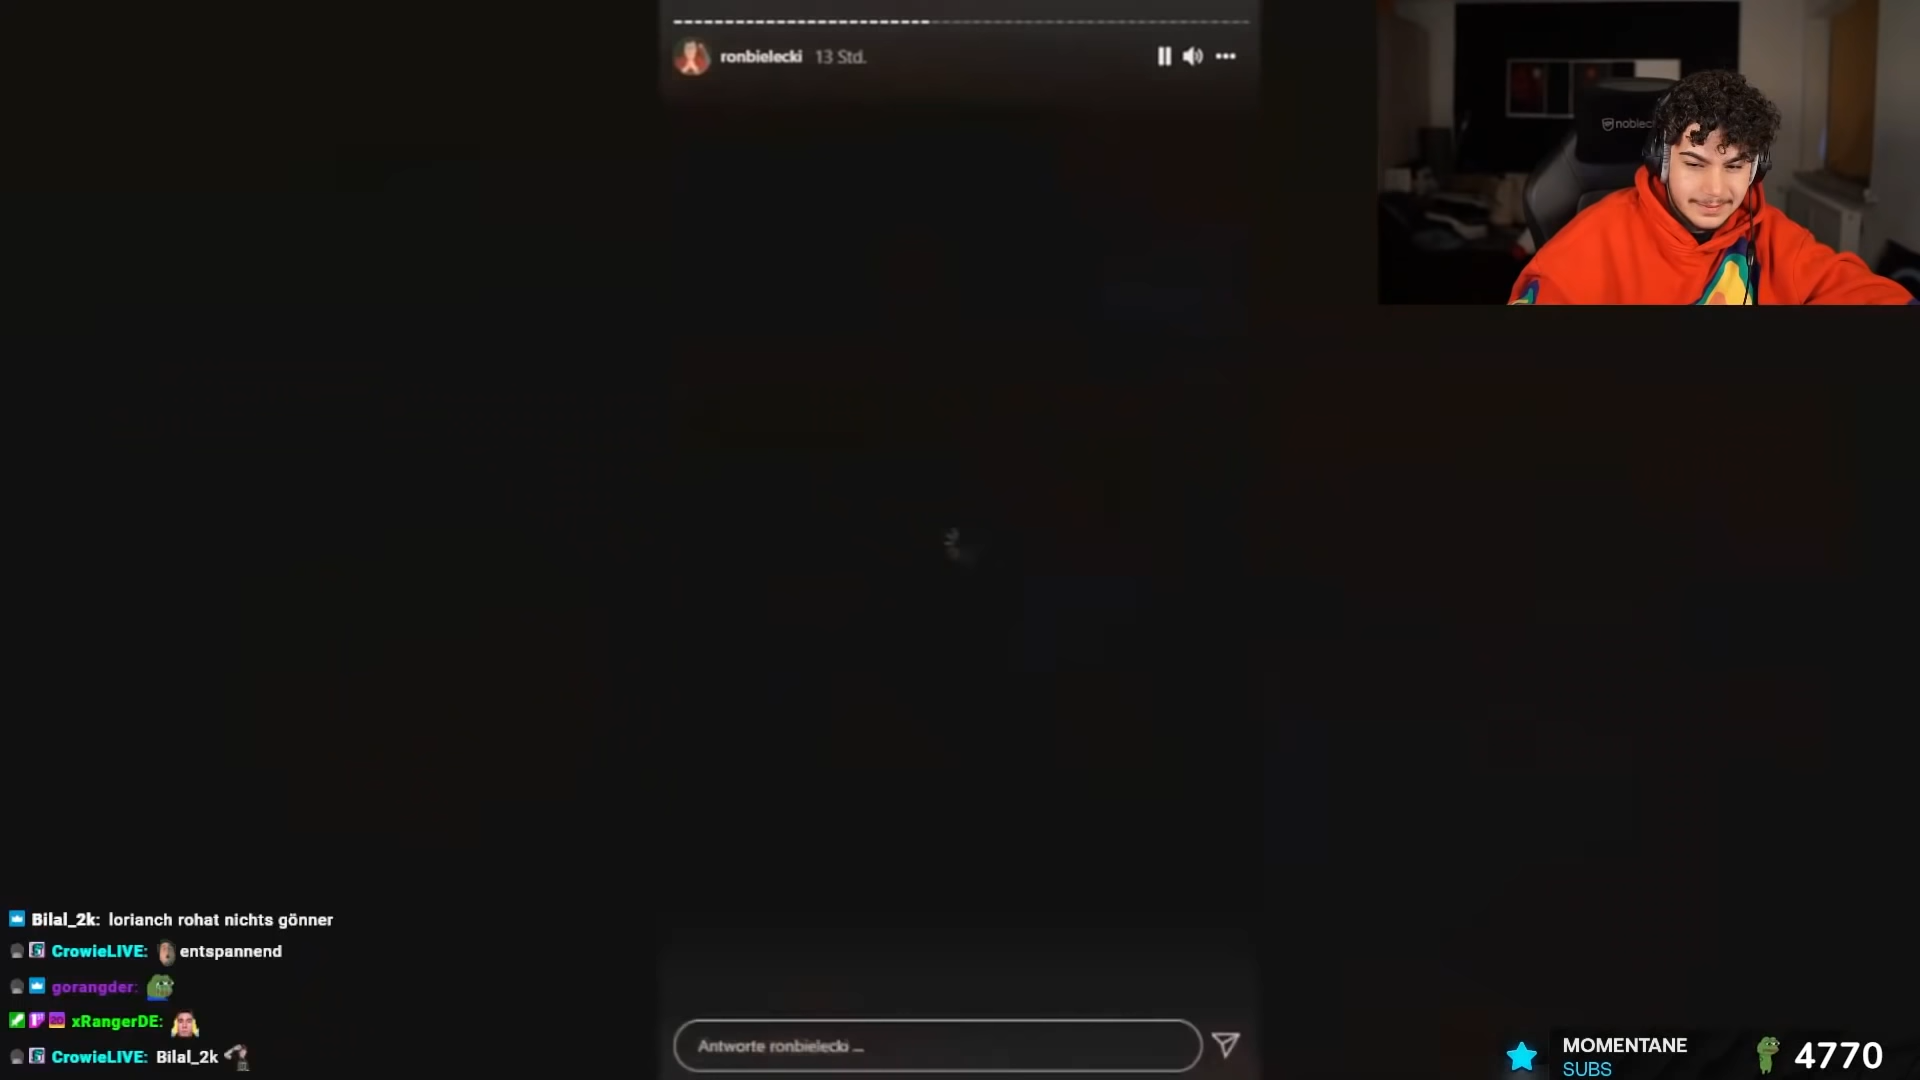 ronbielecki 13 Std.
noblec
Bilal_2k: lorianch rohat nichts gönner
CrowieLIVE: entspannend
gorangder:
xRangerDE:
CrowieLIVE: Bilal_2k
Antworte ronbielecki ...
MOMENTANE
SUBS
4770